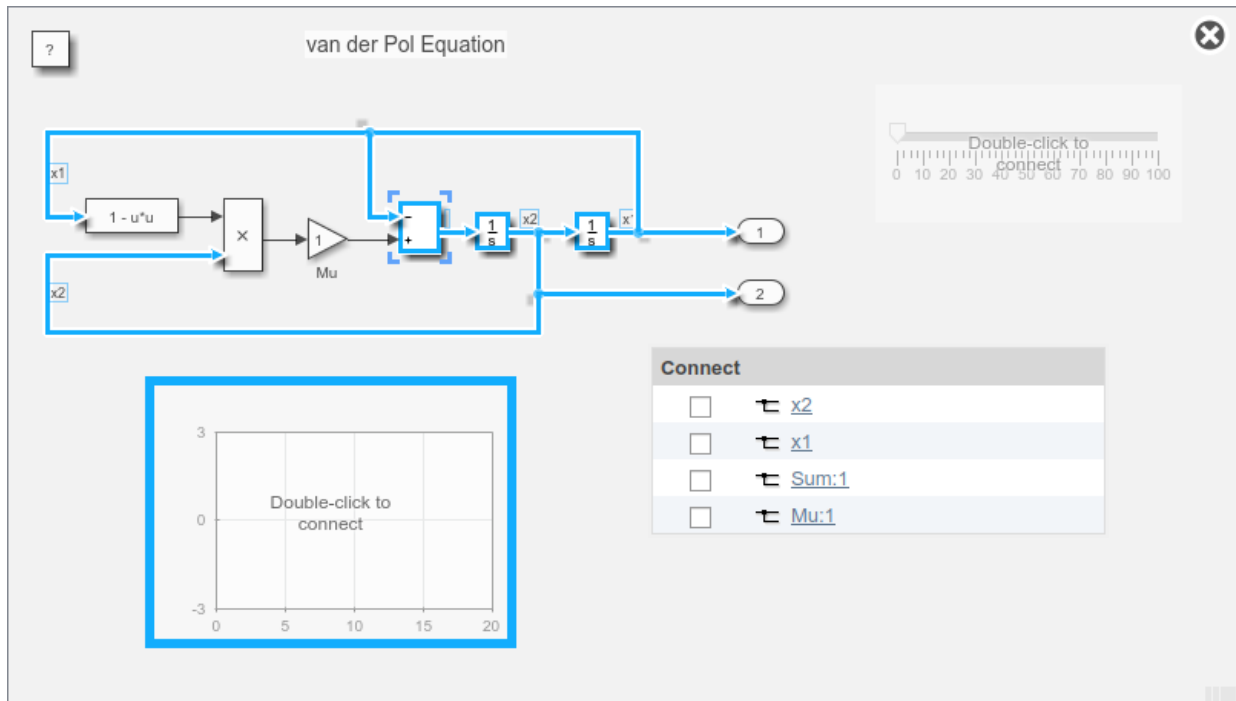 ?
van der Pol Equation
Double-click to
connect
0 10 20 30 40 50 60 70 80 90 100
x1
1 - u*u
×
1
Mu
-
+
1
s
x2
1
s
1
x2
2
Connect
x2
x1
Sum:1
Mu:1
3
0
-3
Double-click to
connect
0 5 10 15 20